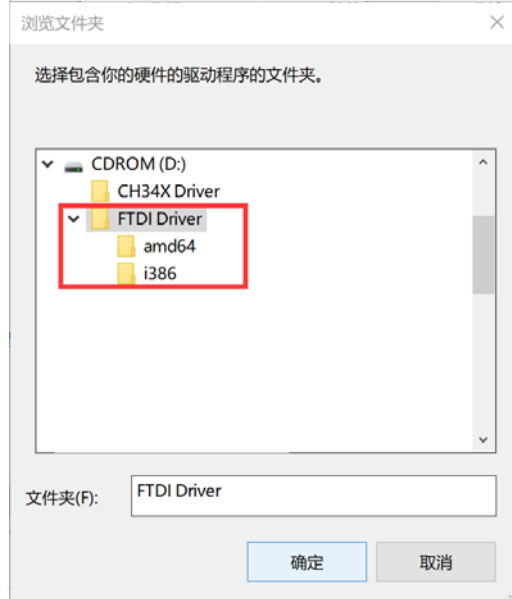 浏览文件夹
选择包含你的硬件的驱动程序的文件夹。
CDROM (D:)
CH34X Driver
FTDI Driver
amd64
i386
文件夹(F):
FTDI Driver
确定
取消